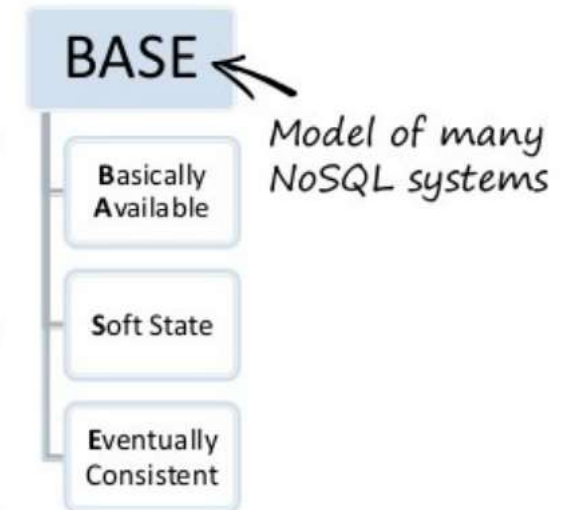 BASE
Model of many
NoSQL systems
Basically
Available
Soft State
Eventually
Consistent